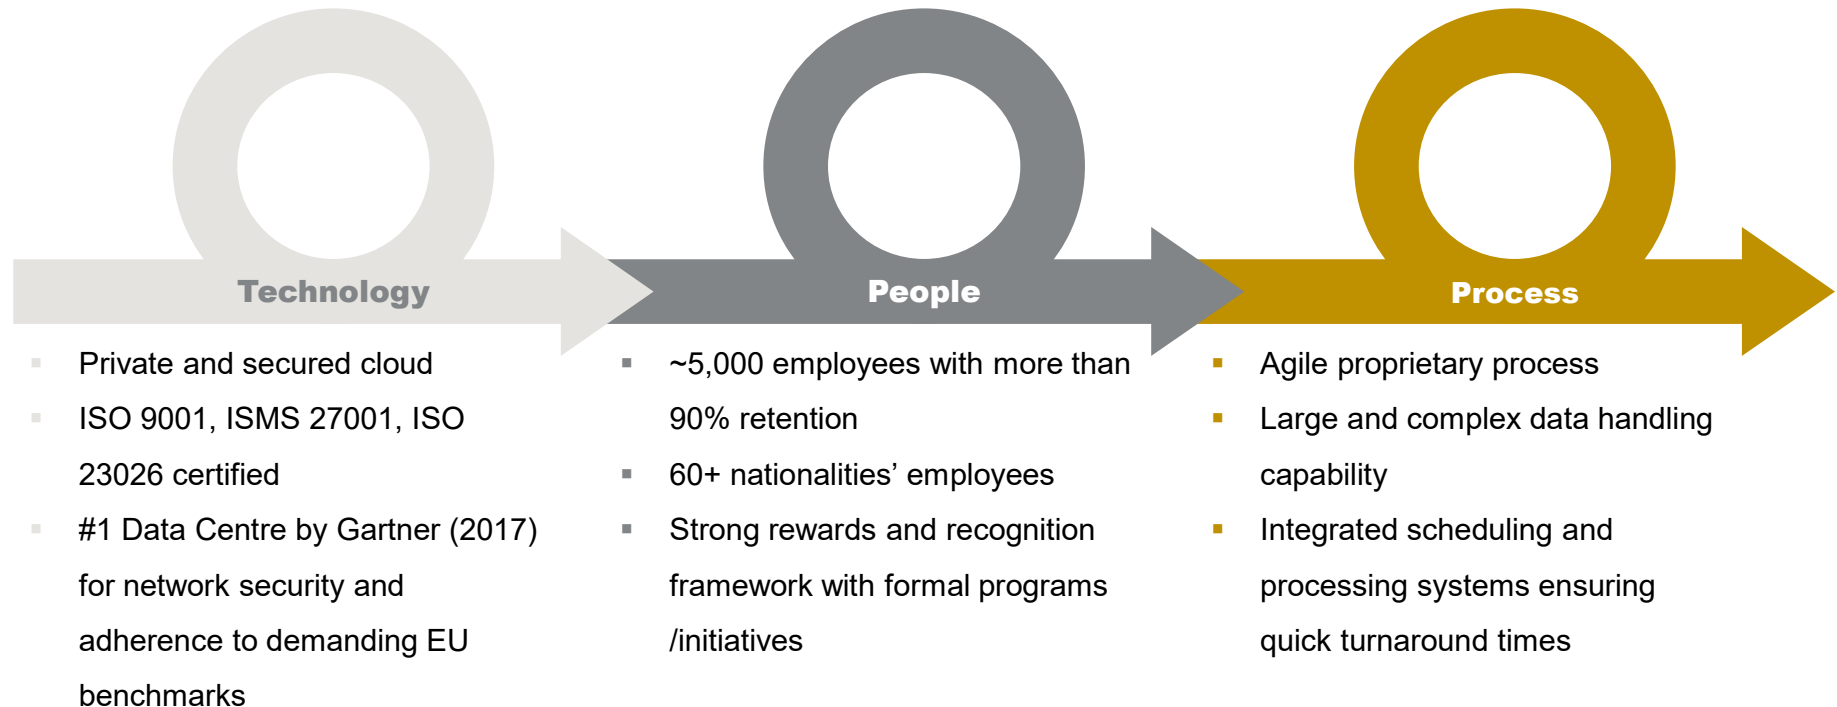 Technology
Private and secured cloud
ISO 9001, ISMS 27001, ISO
23026 certified
#1 Data Centre by Gartner (2017)
for network security and
adherence to demanding EU
benchmarks
People
~5,000 employees with more than
90% retention
60+ nationalities’ employees
Strong rewards and recognition
framework with formal programs
/initiatives
Process
Agile proprietary process
Large and complex data handling
capability
Integrated scheduling and
processing systems ensuring
quick turnaround times